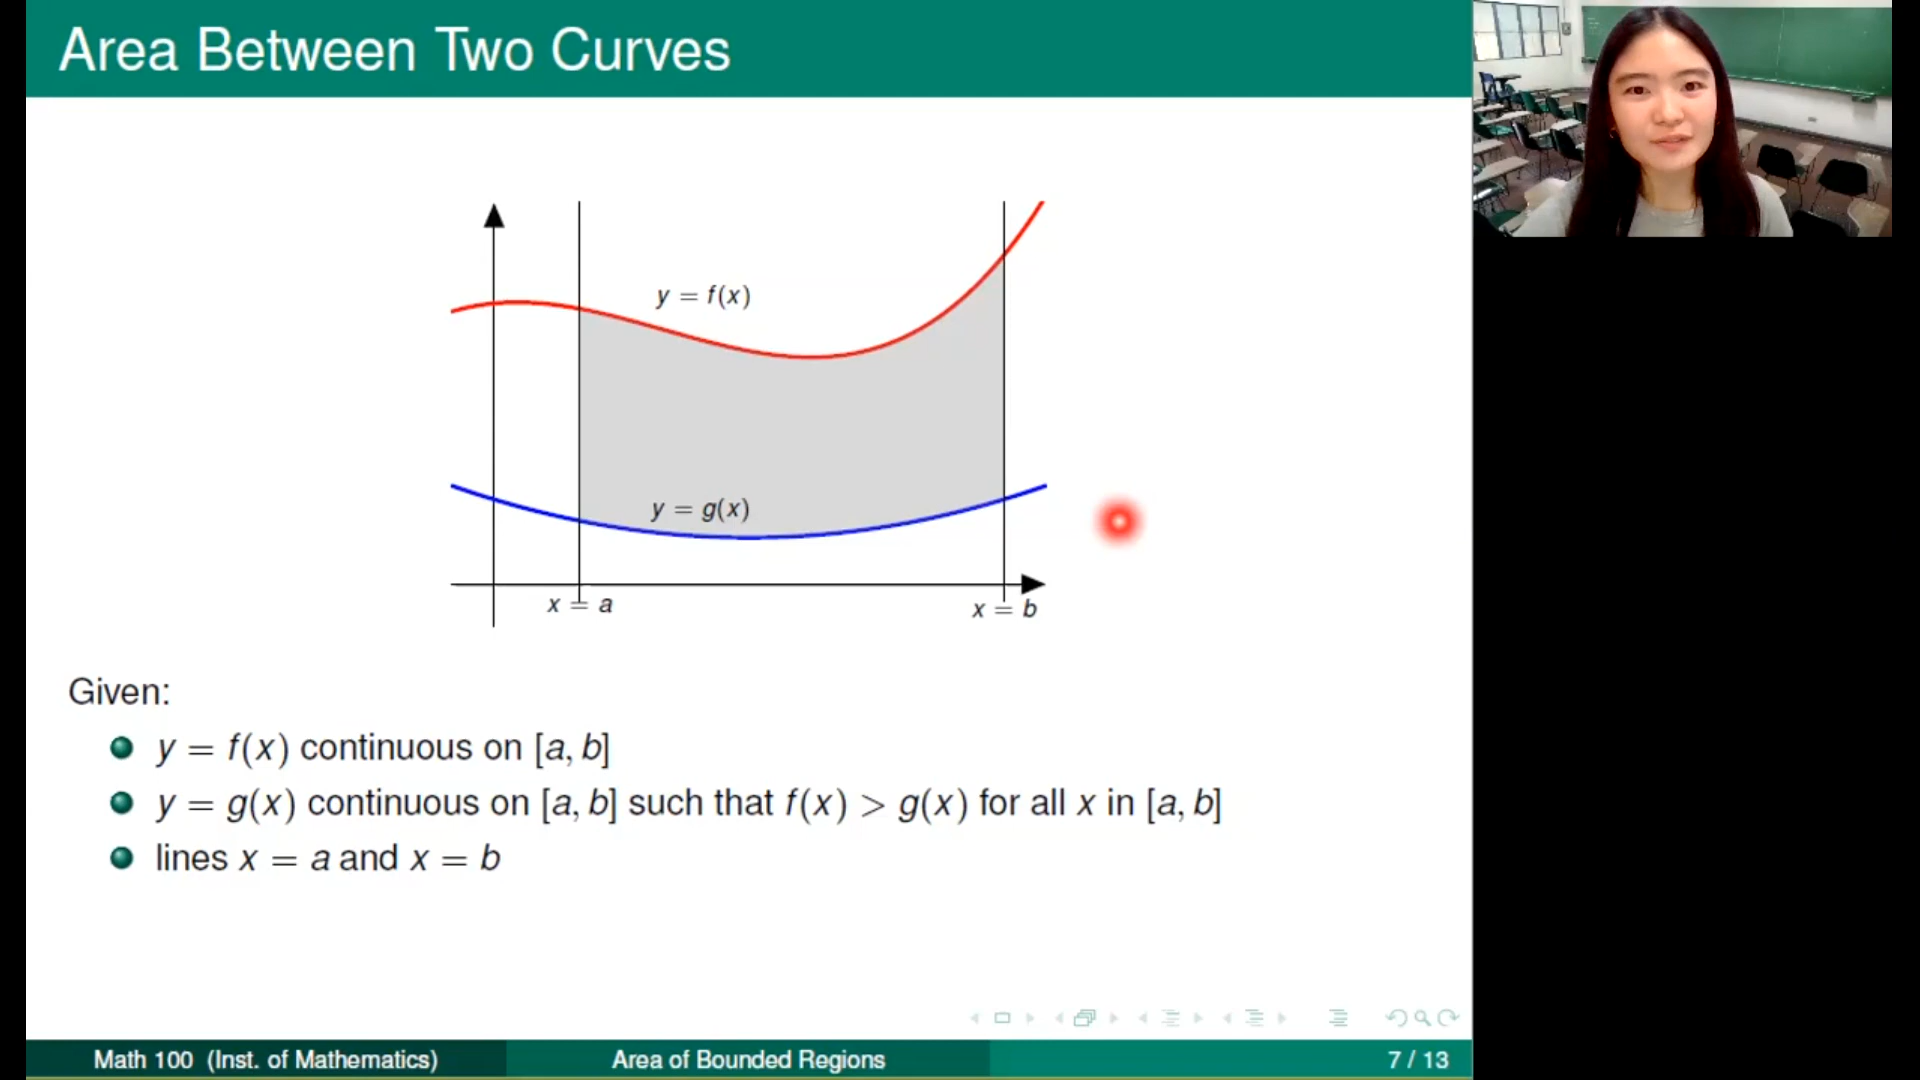 Area Between Two Curves
y = f(x)
y = g(x)
x = a
x = b
Given:
y = f(x) continuous on [a, b]
y = g(x) continuous on [a, b] such that f(x) > g(x) for all x in [a, b]
lines x = a and x = b
Math 100 (Inst. of Mathematics)
Area of Bounded Regions
7 / 13